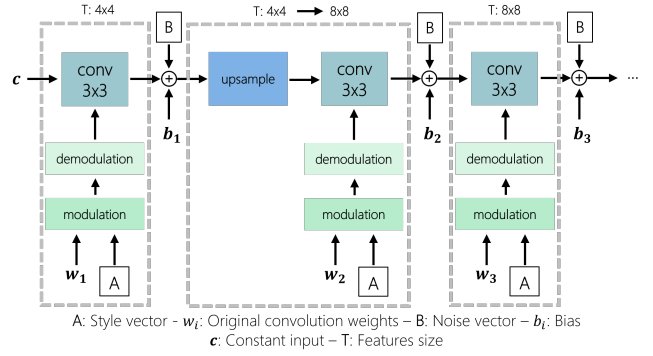 T: 4x4
T: 4x4 → 8x8
T: 8x8
B
B
B
c
conv
3x3
+
upsample
conv
3x3
+
conv
3x3
+
...
b₁
b₂
b₃
demodulation
demodulation
demodulation
modulation
modulation
modulation
w₁
A
w₂
A
w₃
A
A: Style vector - wᵢ: Original convolution weights – B: Noise vector – bᵢ: Bias
c: Constant input – T: Features size